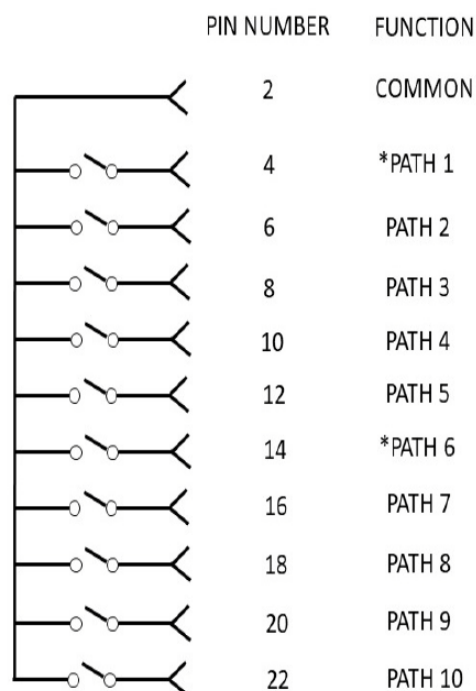 PIN NUMBER FUNCTION
2 COMMON
4 *PATH 1
6 PATH 2
8 PATH 3
10 PATH 4
12 PATH 5
14 *PATH 6
16 PATH 7
18 PATH 8
20 PATH 9
22 PATH 10